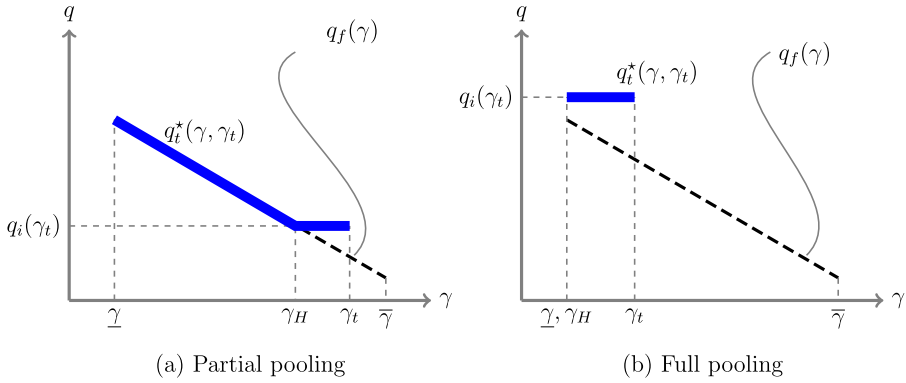 q
q_f(γ)
q_t^⋆(γ, γ_t)
q_i(γ_t)
γ
γ̲
γ_H
γ_t
γ̅
(a) Partial pooling
q
q_f(γ)
q_t^⋆(γ, γ_t)
q_i(γ_t)
γ
γ̲, γ_H
γ_t
γ̅
(b) Full pooling